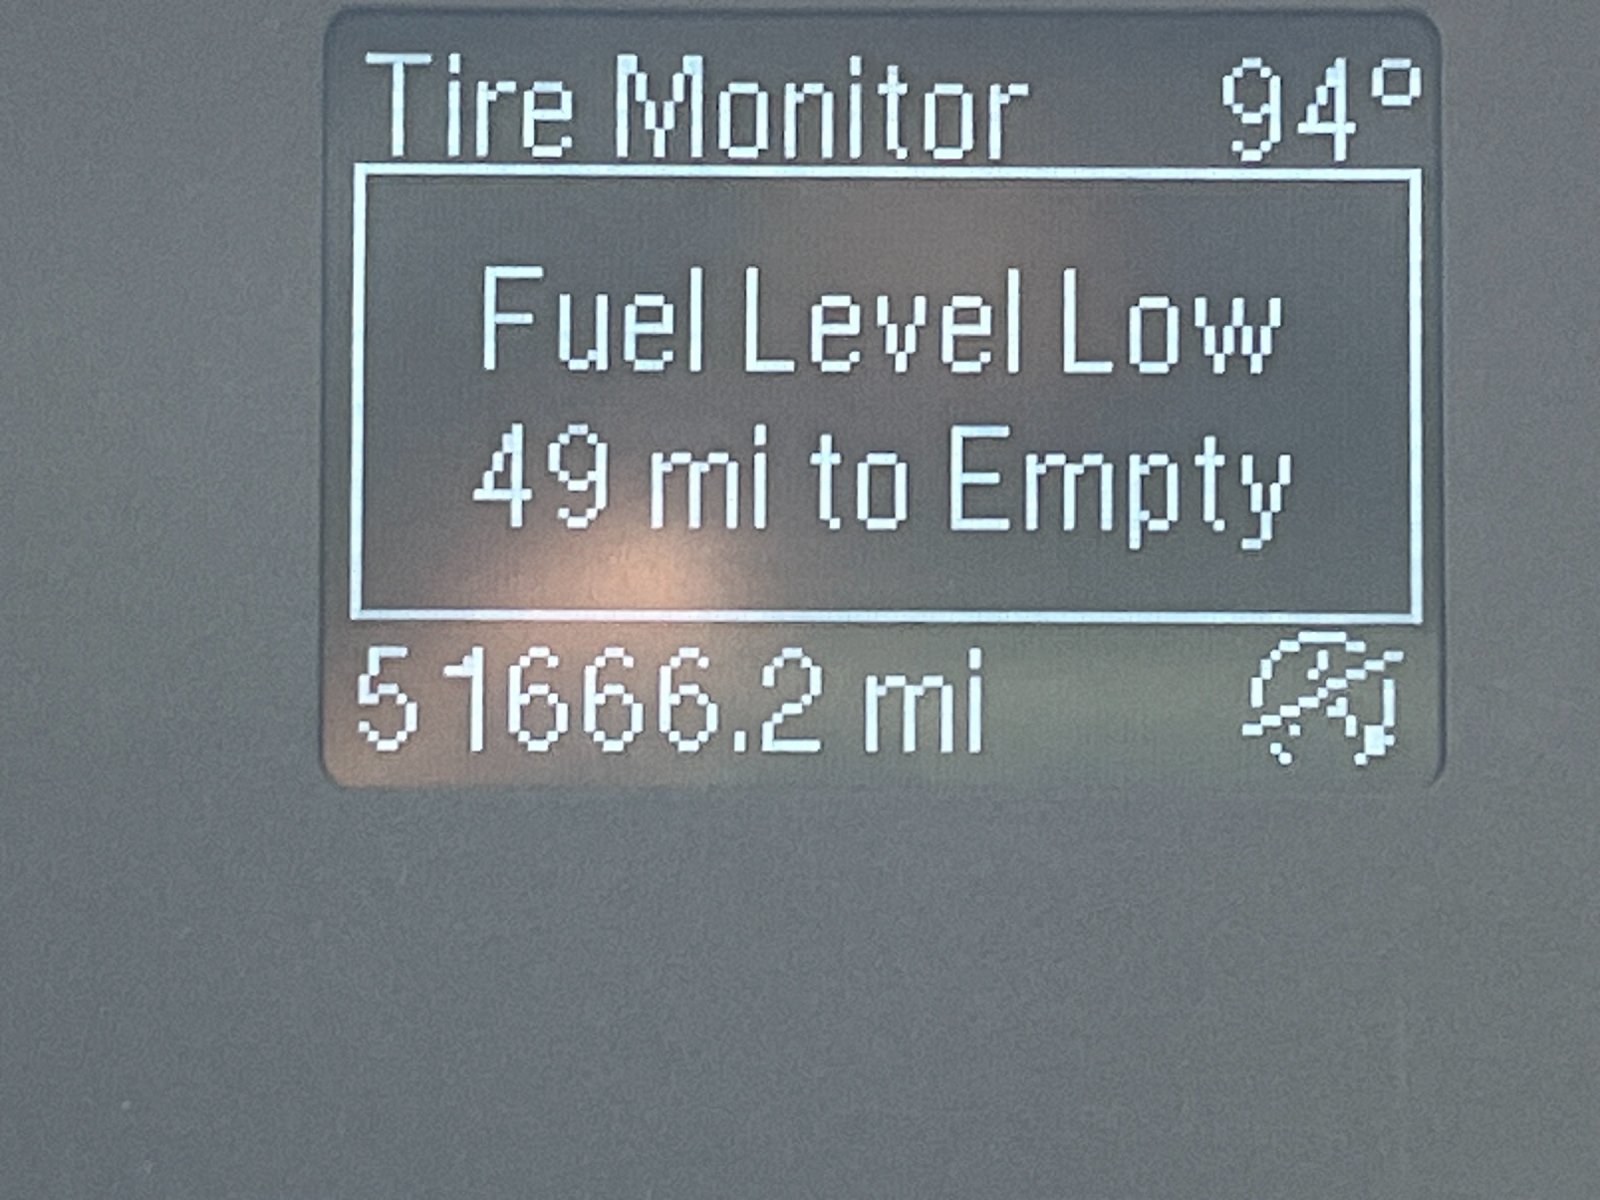 Tire Monitor 94°
Fuel Level Low
49 mi to Empty
51666.2 mi